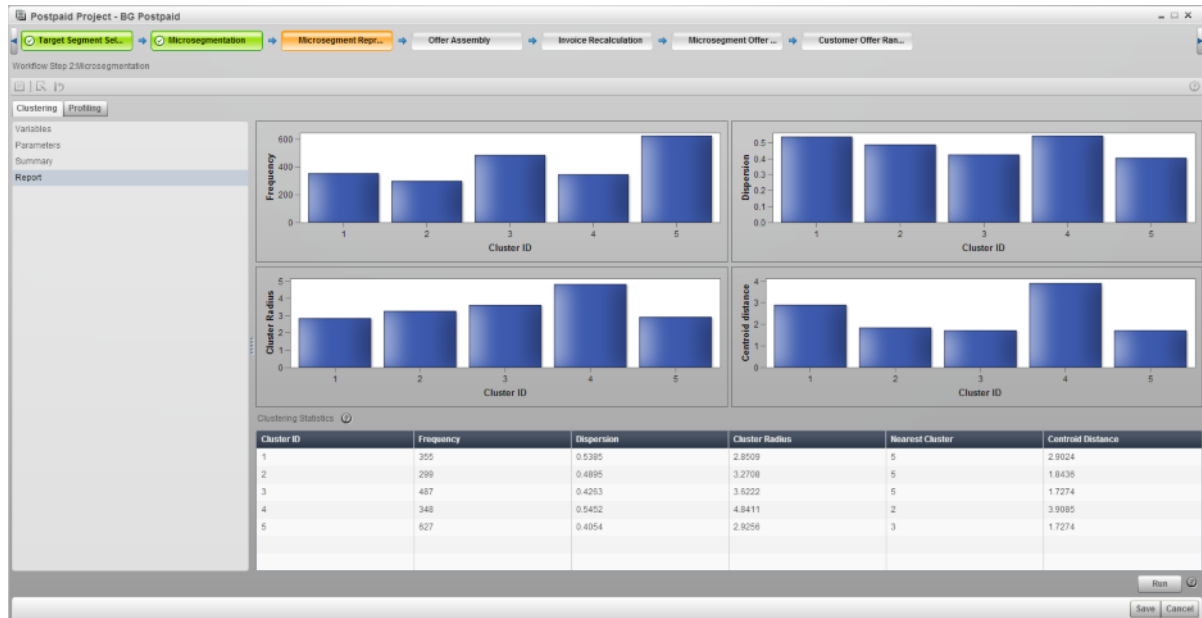 Postpaid Project - BG Postpaid
Target Segment Sel... Microsegmentation Microsegment Repr... Offer Assembly Invoice Recalculation Microsegment Offer ... Customer Offer Ran...
Workflow Step 2:Microsegmentation
Clustering Profiling
Variables
Parameters
Summary
Report
Frequency
600
400
200
0
1 2 3 4 5
Cluster ID
Dispersion
0.5
0.4
0.3
0.2
0.1
0.0
1 2 3 4 5
Cluster ID
Cluster Radius
5
4
3
2
1
0
1 2 3 4 5
Cluster ID
Centroid distance
4
3
2
1
0
1 2 3 4 5
Cluster ID
Clustering Statistics
Cluster ID Frequency Dispersion Cluster Radius Nearest Cluster Centroid Distance
1 355 0.5385 2.8509 5 2.9024
2 299 0.4895 3.2708 5 1.8436
3 487 0.4263 3.6222 5 1.7274
4 348 0.5452 4.8411 2 3.9085
5 627 0.4054 2.9256 3 1.7274
Run
Save Cancel